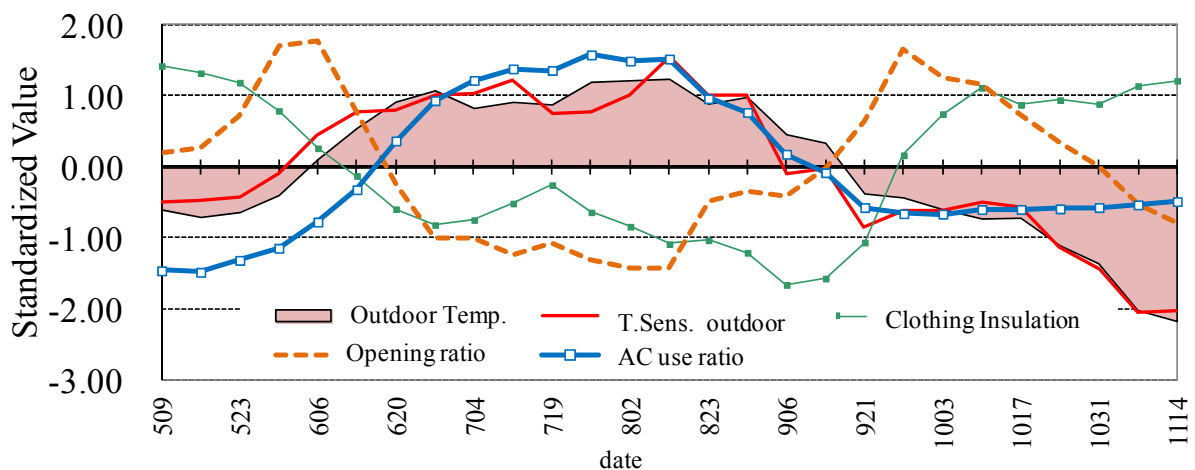 2.00
1.00
0.00
-1.00
-2.00
-3.00
Standardized Value
Outdoor Temp.
T.Sens. outdoor
Clothing Insulation
Opening ratio
AC use ratio
509
523
606
620
704
719
802
823
906
921
1003
1017
1031
1114
date